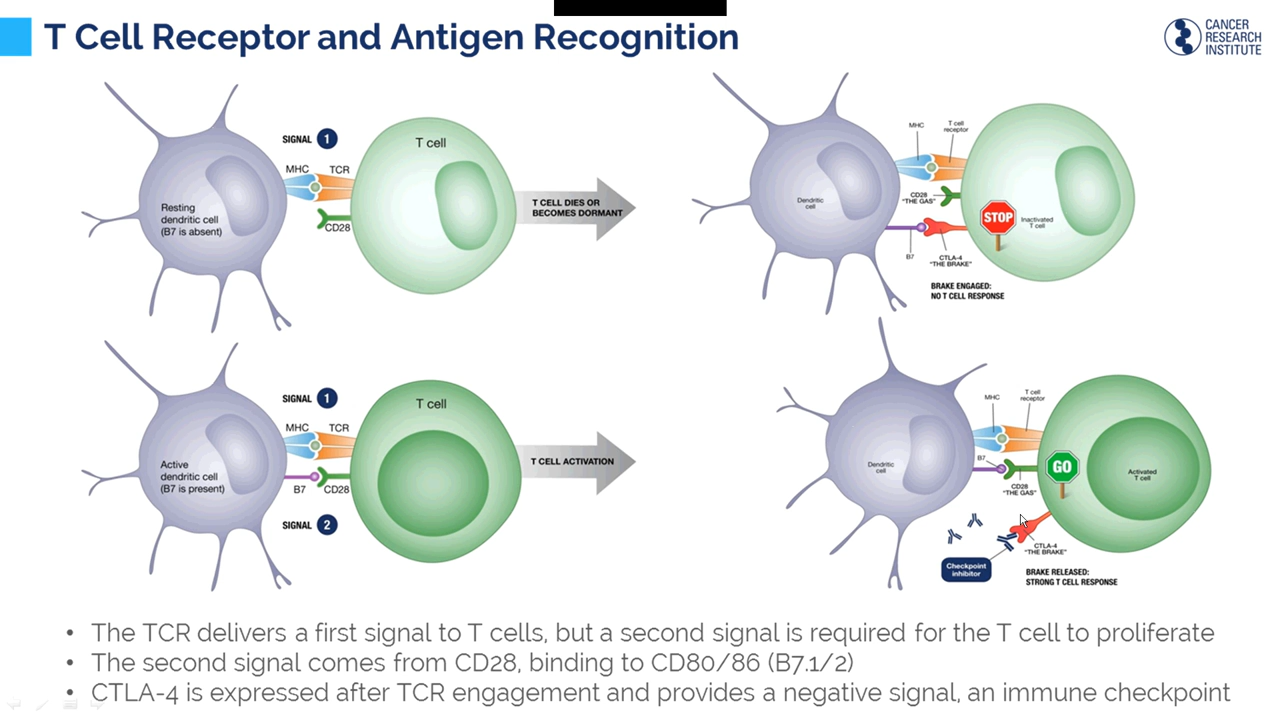 T Cell Receptor and Antigen Recognition
CANCER
RESEARCH
INSTITUTE
SIGNAL 1
T cell
MHC TCR
Resting
dendritic cell
(B7 is absent)
CD28
T CELL DIES OR
BECOMES DORMANT
MHC
T cell
receptor
Dendritic
cell
CD28
"THE GAS"
STOP
Inactivated
T cell
B7
CTLA-4
"THE BRAKE"
BRAKE ENGAGED:
NO T CELL RESPONSE
SIGNAL 1
T cell
MHC TCR
Active
dendritic cell
(B7 is present)
B7 CD28
SIGNAL 2
T CELL ACTIVATION
MHC
T cell
receptor
Dendritic
cell
B7
GO
CD28
"THE GAS"
Activated
T cell
CTLA-4
"THE BRAKE"
Checkpoint
inhibitor
BRAKE RELEASED:
STRONG T CELL RESPONSE
• The TCR delivers a first signal to T cells, but a second signal is required for the T cell to proliferate
• The second signal comes from CD28, binding to CD80/86 (B7.1/2)
• CTLA-4 is expressed after TCR engagement and provides a negative signal, an immune checkpoint